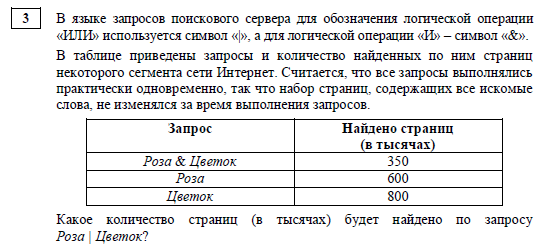 3
В языке запросов поискового сервера для обозначения логической операции
«ИЛИ» используется символ «|», а для логической операции «И» – символ «&».
В таблице приведены запросы и количество найденных по ним страниц
некоторого сегмента сети Интернет. Считается, что все запросы выполнялись
практически одновременно, так что набор страниц, содержащих все искомые
слова, не изменялся за время выполнения запросов.
Запрос
Найдено страниц
(в тысячах)
Роза & Цветок
350
Роза
600
Цветок
800
Какое количество страниц (в тысячах) будет найдено по запросу
Роза | Цветок?